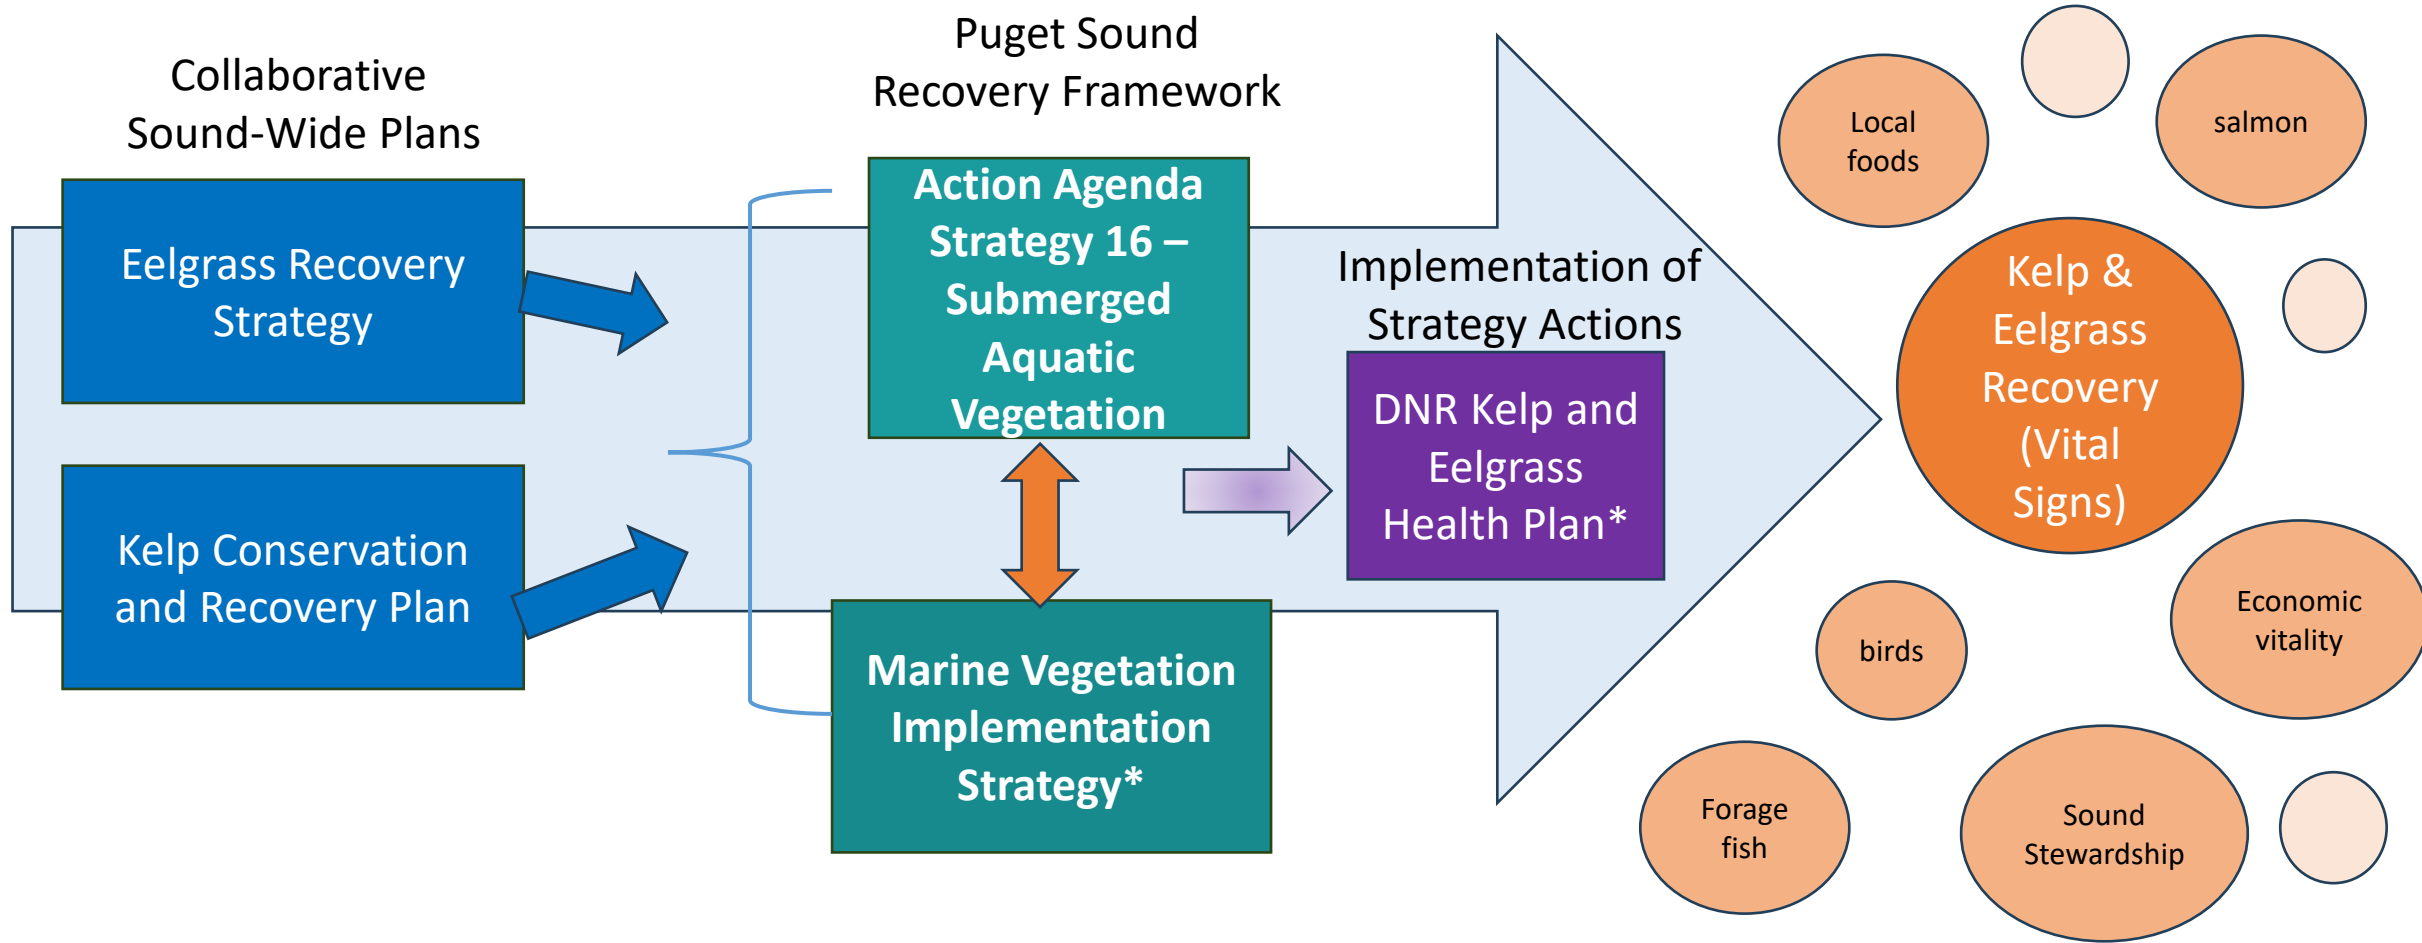 Collaborative
Sound-Wide Plans
Eelgrass Recovery
Strategy
Kelp Conservation
and Recovery Plan
Puget Sound
Recovery Framework
Action Agenda
Strategy 16 –
Submerged
Aquatic
Vegetation
Marine Vegetation
Implementation
Strategy*
Implementation of
Strategy Actions
DNR Kelp and
Eelgrass
Health Plan*
Local
foods
salmon
Kelp &
Eelgrass
Recovery
(Vital
Signs)
birds
Economic
vitality
Forage
fish
Sound
Stewardship